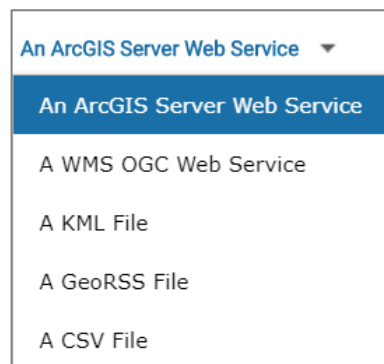 An ArcGIS Server Web Service
An ArcGIS Server Web Service
A WMS OGC Web Service
A KML File
A GeoRSS File
A CSV File